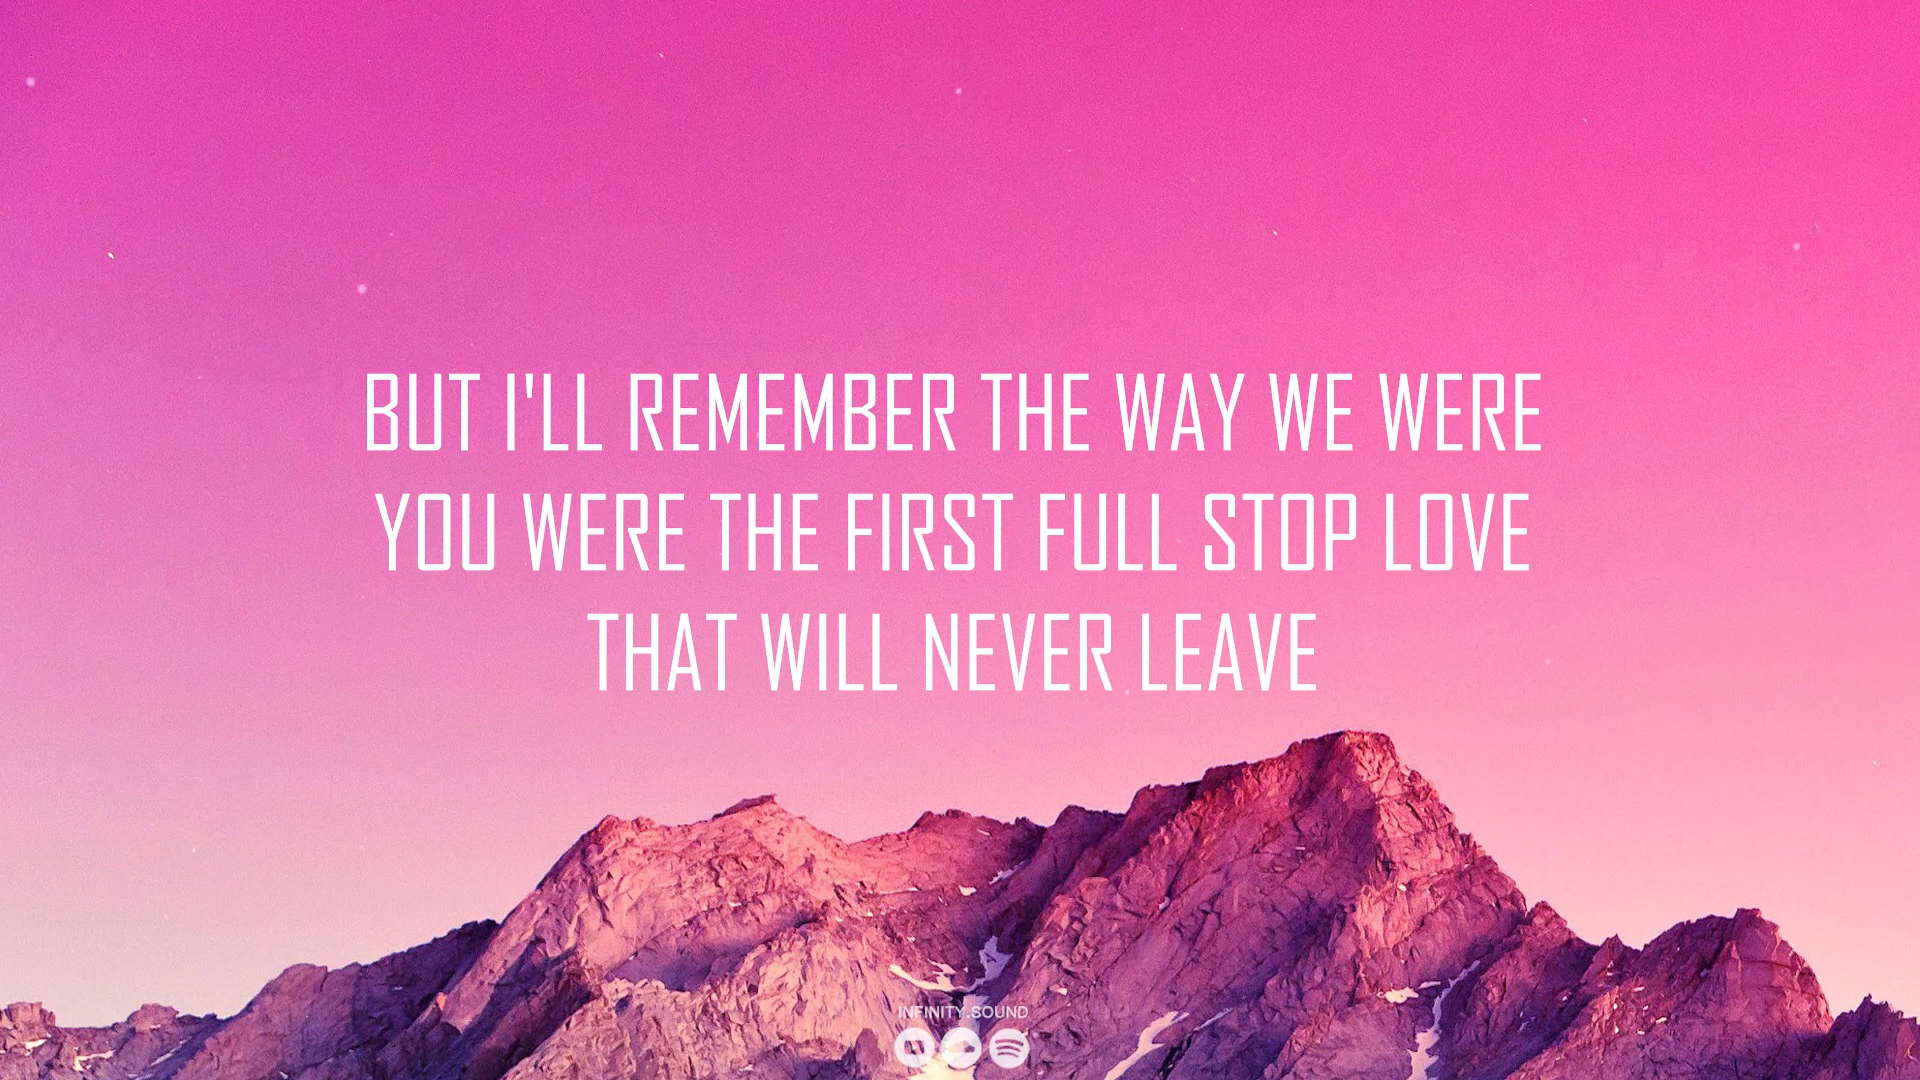 BUT I'LL REMEMBER THE WAY WE WERE
YOU WERE THE FIRST FULL STOP LOVE
THAT WILL NEVER LEAVE
INFINITY.SOUND